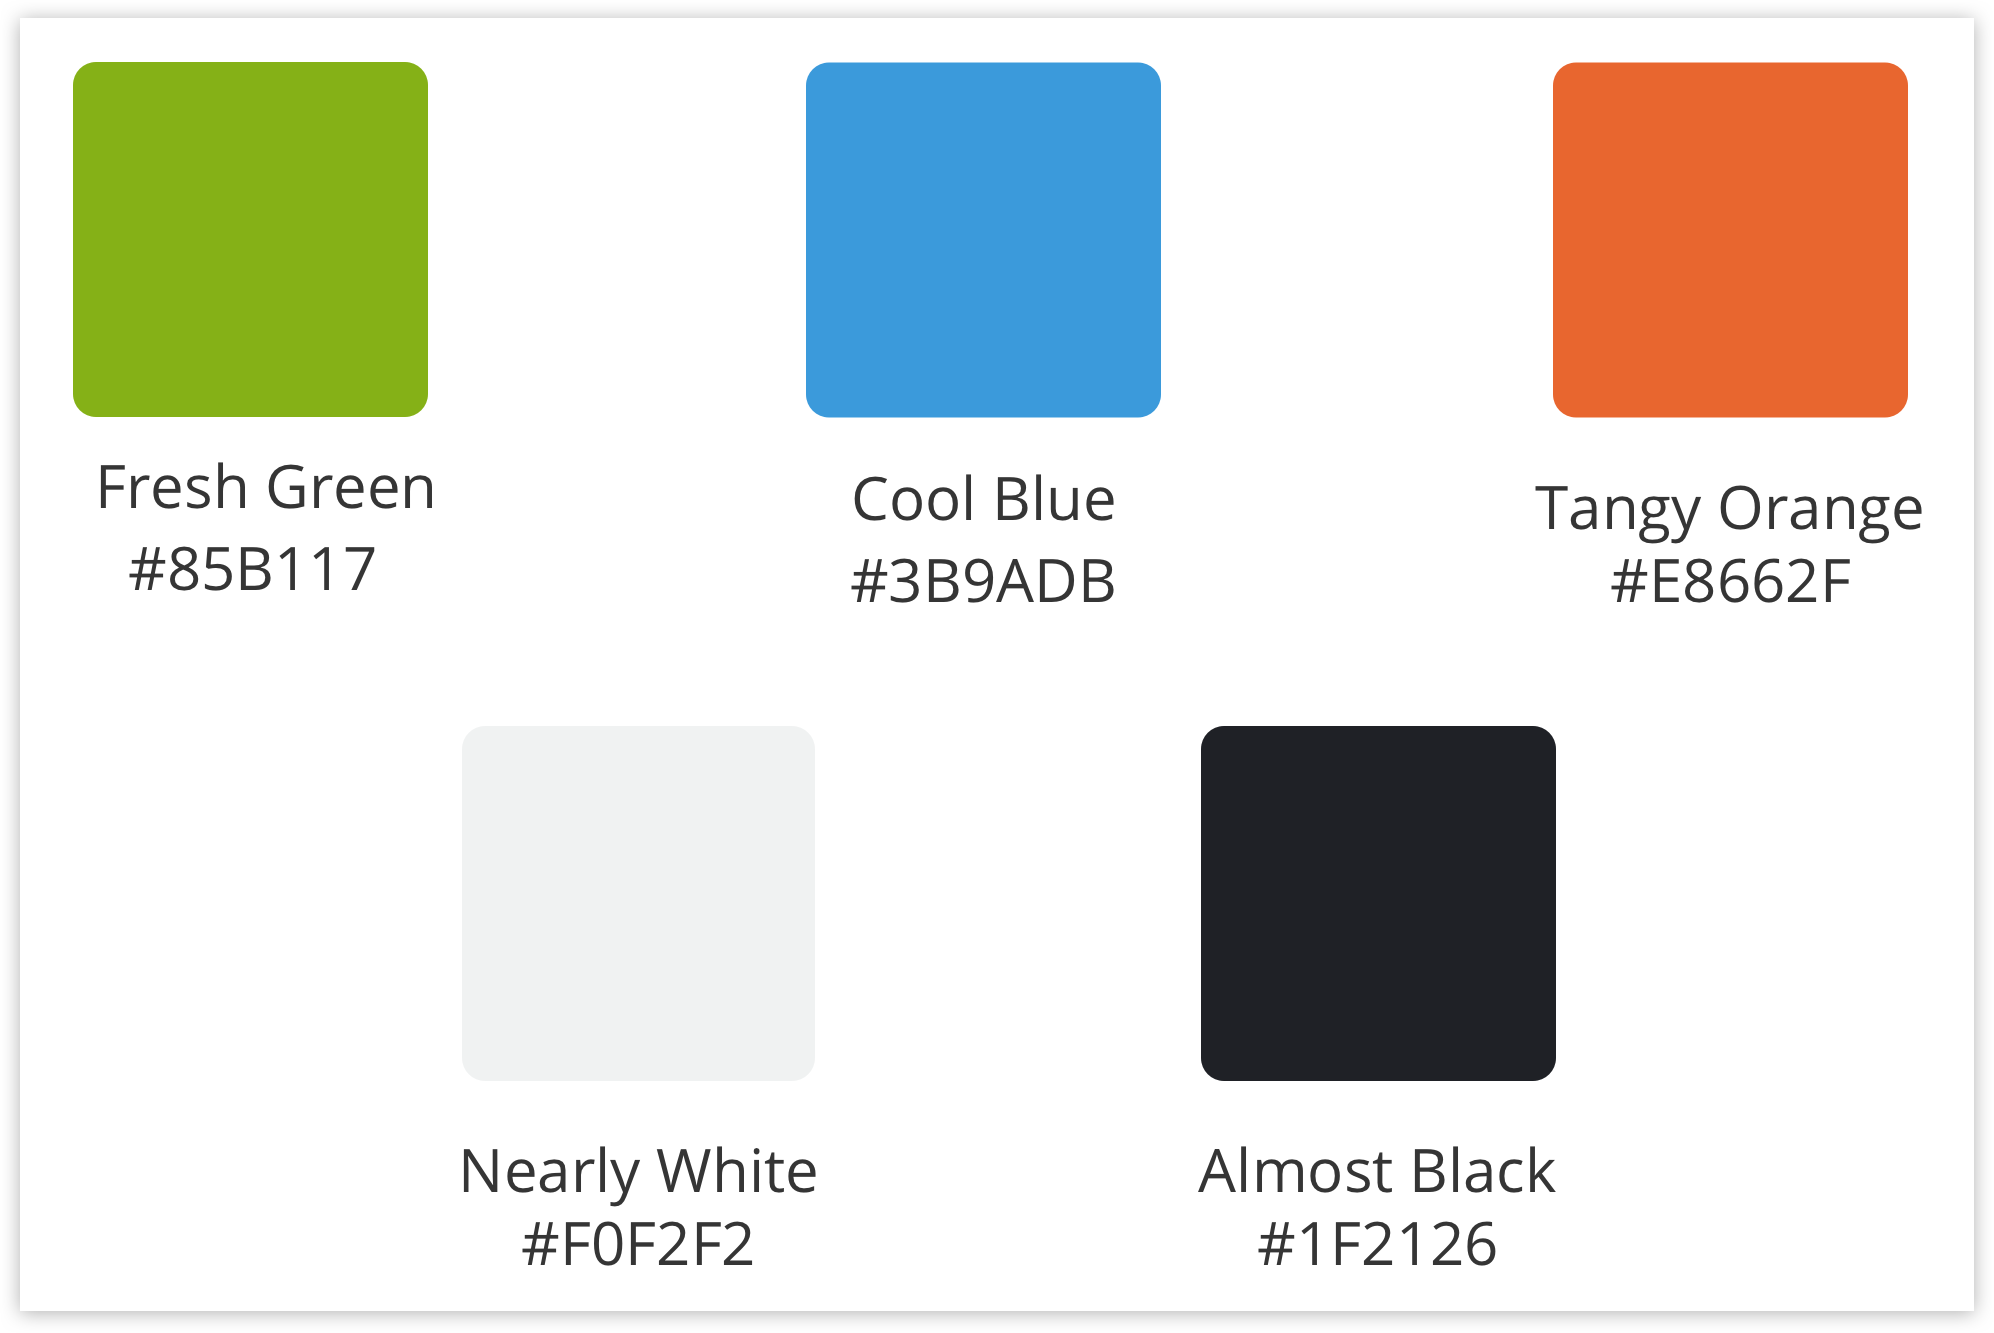 Fresh Green
#85B117
Cool Blue
#3B9ADB
Tangy Orange
#E8662F
Nearly White
#F0F2F2
Almost Black
#1F2126